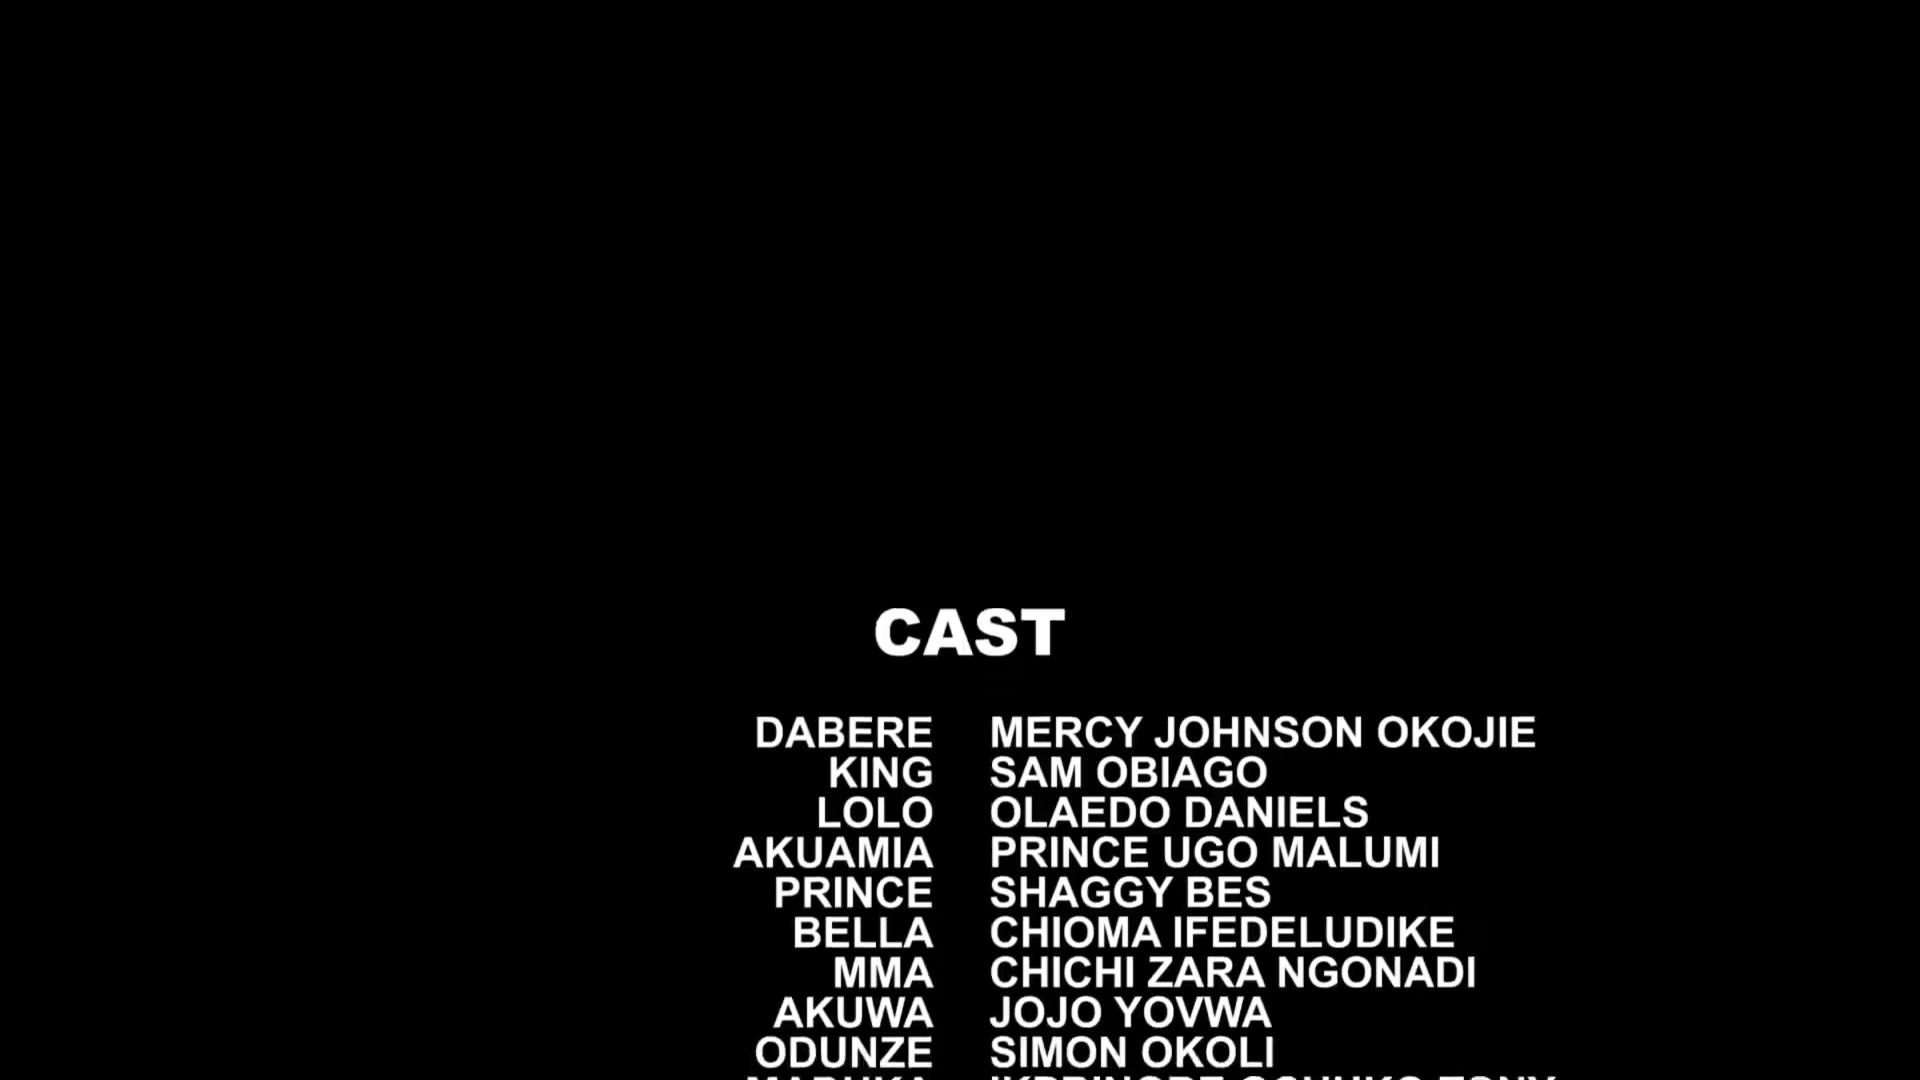 CAST
DABERE MERCY JOHNSON OKOJIE
KING SAM OBIAGO
LOLO OLAEDO DANIELS
AKUAMIA PRINCE UGO MALUMI
PRINCE SHAGGY BES
BELLA CHIOMA IFEDELUDIKE
MMA CHICHI ZARA NGONADI
AKUWA JOJO YOVWA
ODUNZE SIMON OKOLI